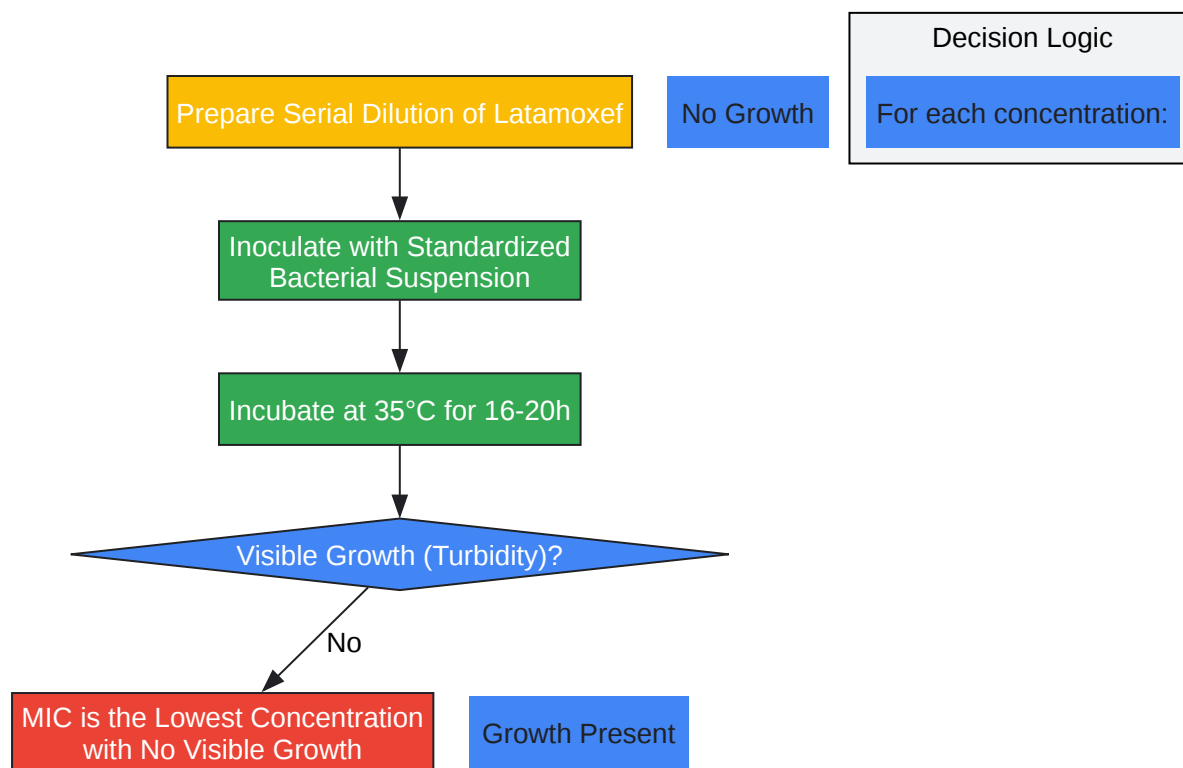 Decision Logic
Prepare Serial Dilution of Latamoxef
No Growth
For each concentration:
Inoculate with Standardized
Bacterial Suspension
Incubate at 35°C for 16-20h
Visible Growth (Turbidity)?
No
MIC is the Lowest Concentration
with No Visible Growth
Growth Present